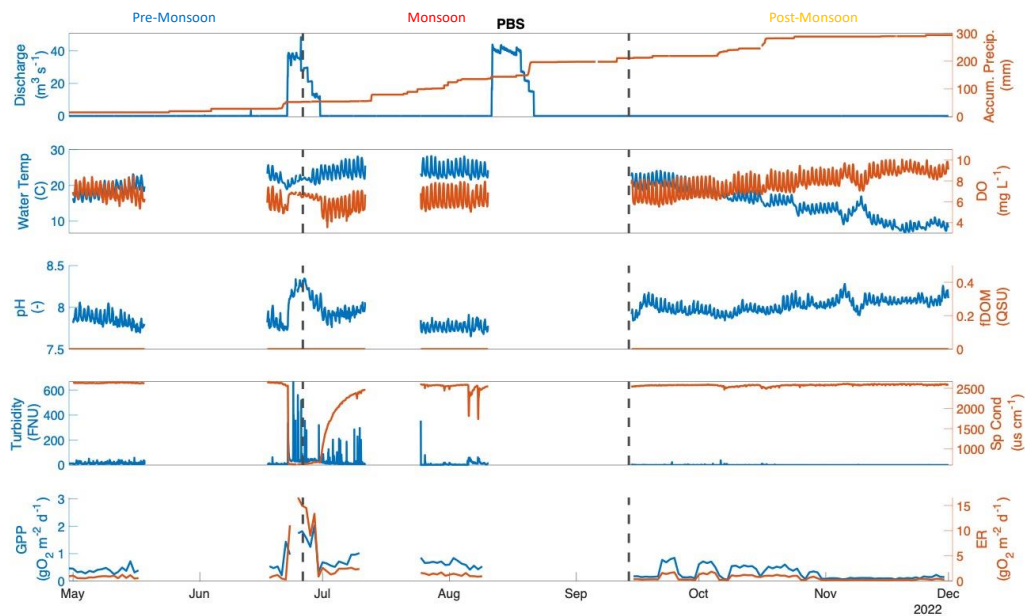 Pre-Monsoon
Monsoon
Post-Monsoon
PBS
Discharge
(m³ s⁻¹)
40
20
0
300
200
100
0
Accum. Precip.
(mm)
Water Temp
(C)
30
20
10
10
8
6
4
DO
(mg L⁻¹)
pH
(-)
8.5
8
7.5
0.4
0.2
0
fDOM
(QSU)
Turbidity
(FNU)
600
400
200
0
2500
2000
1500
1000
Sp Cond
(us cm⁻¹)
GPP
(gO₂ m⁻² d⁻¹)
3
2
1
0
15
10
5
0
ER
(gO₂ m⁻² d⁻¹)
May
Jun
Jul
Aug
Sep
Oct
Nov
Dec
2022